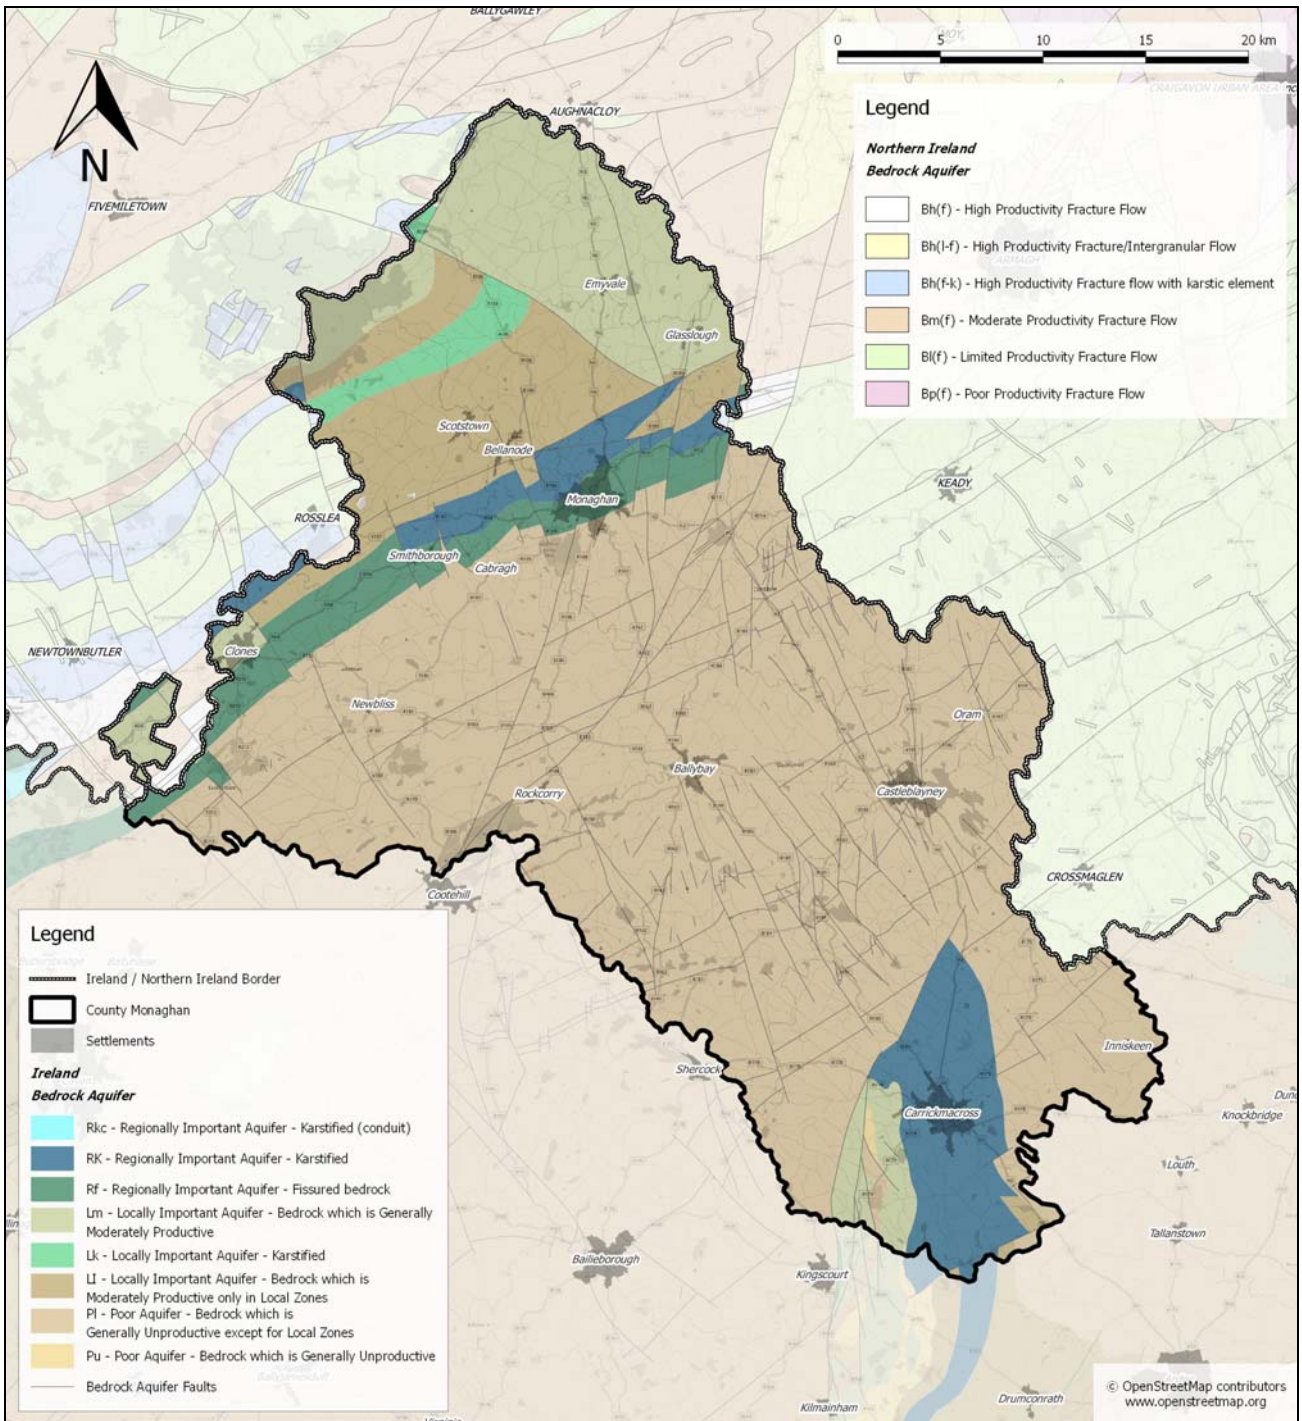 BALLYGAWLEY
0 5 10 15 20 km
MOY
CRAIGAVON URBAN AREA
N
AUGHNACLOY
FIVEMILETOWN
Legend
Northern Ireland
Bedrock Aquifer
Bh(f) - High Productivity Fracture Flow
Bh(I-f) - High Productivity Fracture/Intergranular Flow
ARMAGH
Bh(f-k) - High Productivity Fracture flow with karstic element
Bm(f) - Moderate Productivity Fracture Flow
Bl(f) - Limited Productivity Fracture Flow
Bp(f) - Poor Productivity Fracture Flow
Emyvale
Glasslough
Scotstown
Bellanode
KEADY
Monaghan
ROSSLEA
Smithborough
Cabragh
NEWTOWNBUTLER
Clones
Newbliss
Oram
Ballybay
Rockcorry
Castleblayney
CROSSMAGLEN
Cootehill
Inniskeen
Shercock
Carrickmacross
Knockbridge
Louth
Tallanstown
Bailieborough
Kingscourt
Drumconrath
Kilmainham
Virginia
Legend
Ireland / Northern Ireland Border
County Monaghan
Settlements
Ireland
Bedrock Aquifer
Rkc - Regionally Important Aquifer - Karstified (conduit)
RK - Regionally Important Aquifer - Karstified
Rf - Regionally Important Aquifer - Fissured bedrock
Lm - Locally Important Aquifer - Bedrock which is Generally
Moderately Productive
Lk - Locally Important Aquifer - Karstified
LI - Locally Important Aquifer - Bedrock which is
Moderately Productive only in Local Zones
Pl - Poor Aquifer - Bedrock which is
Generally Unproductive except for Local Zones
Pu - Poor Aquifer - Bedrock which is Generally Unproductive
Bedrock Aquifer Faults
© OpenStreetMap contributors
www.openstreetmap.org